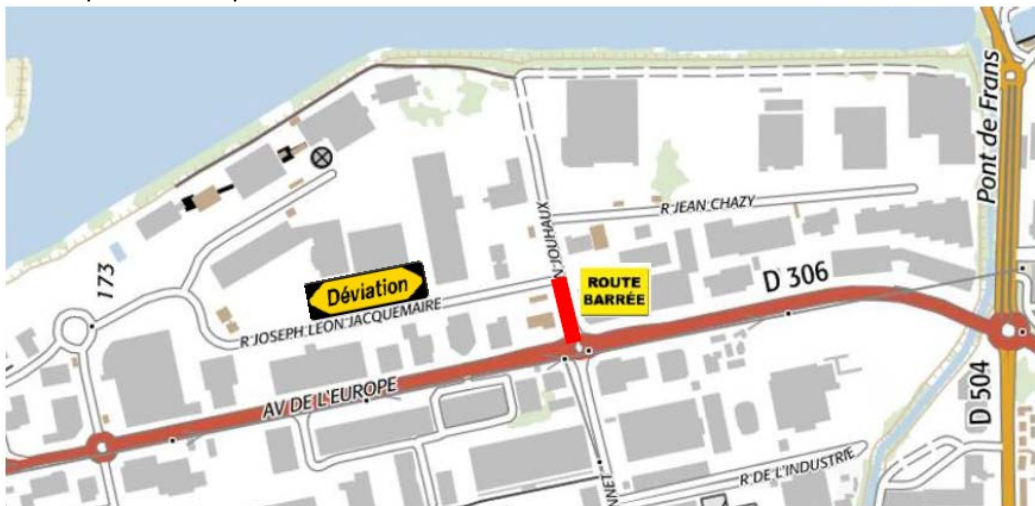 Pont de Frans
R JEAN CHAZY
N JOUHAUX
173
D 306
ROUTE
BARRÉE
Déviation
R JOSEPH LEON JACQUEMAIRE
AV DE L'EUROPE
D 504
R DE L'INDUSTRIE
NNET